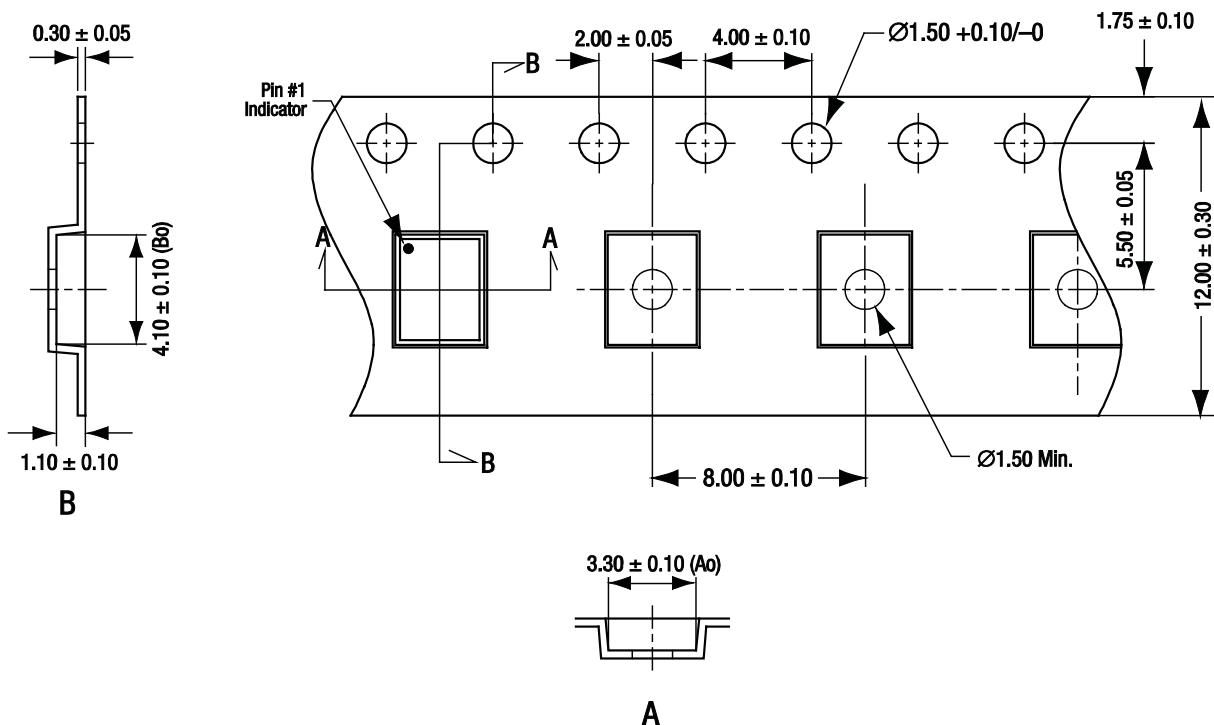 0.30 ± 0.05
2.00 ± 0.05
4.00 ± 0.10
Ø1.50 +0.10/–0
1.75 ± 0.10
B
Pin #1
Indicator
A
A
4.10 ± 0.10 (Bo)
5.50 ± 0.05
12.00 ± 0.30
1.10 ± 0.10
B
B
8.00 ± 0.10
Ø1.50 Min.
3.30 ± 0.10 (Ao)
A